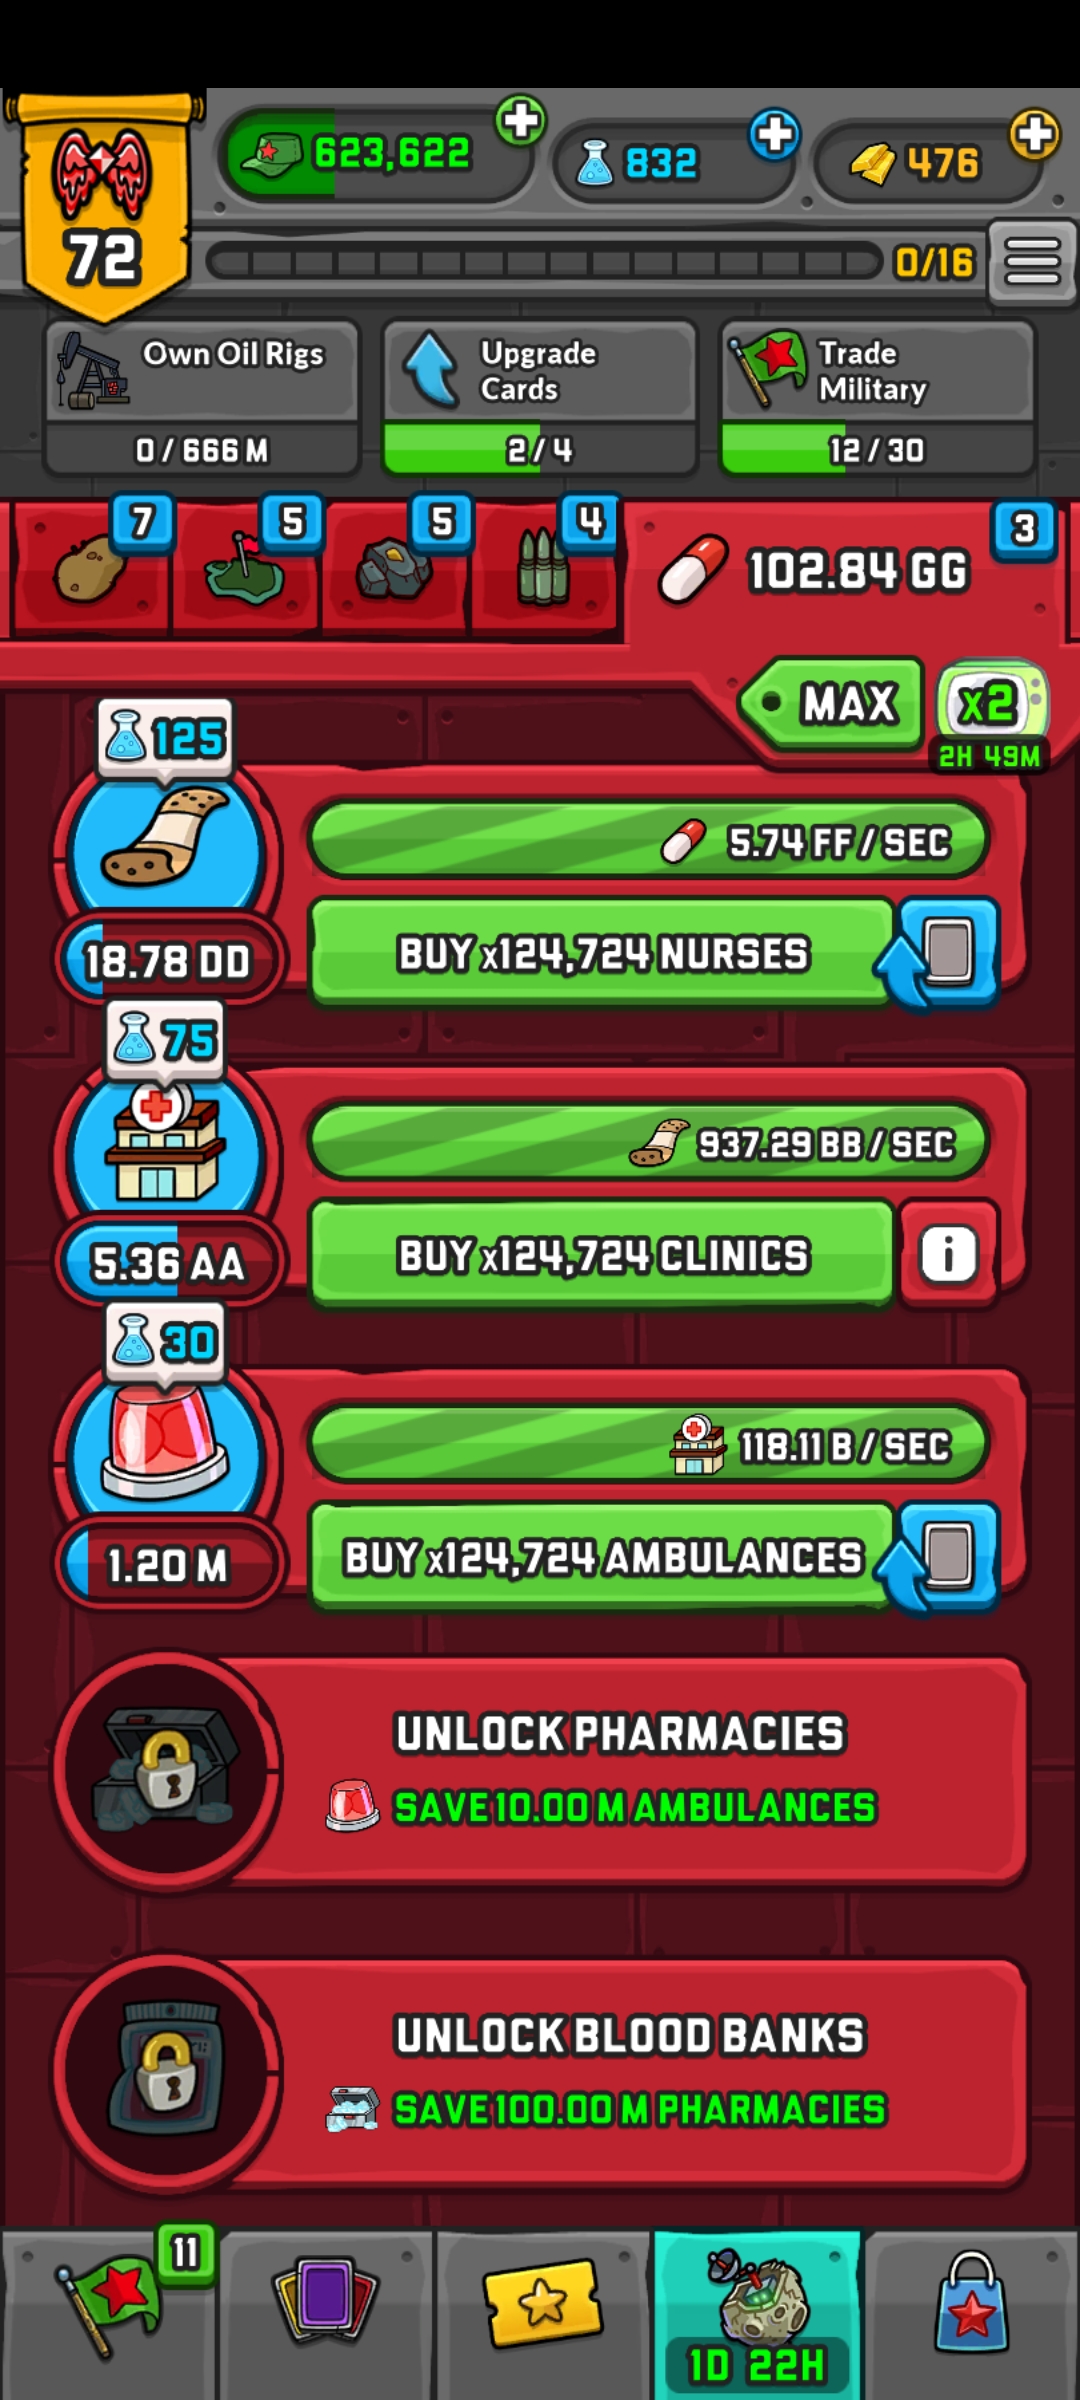 623,622
832
476
72
0/16
Own Oil Rigs
0 / 666 M
Upgrade
Cards
2 / 4
Trade
Military
12 / 30
7
5
5
4
102.84 GG
3
MAX
x2
2H 49M
125
5.74 FF / SEC
18.78 DD
BUY x124,724 NURSES
75
937.29 BB / SEC
5.36 AA
BUY x124,724 CLINICS
i
30
118.11 B / SEC
1.20 M
BUY x124,724 AMBULANCES
UNLOCK PHARMACIES
SAVE 10.00 M AMBULANCES
UNLOCK BLOOD BANKS
SAVE 100.00 M PHARMACIES
11
1D 22H